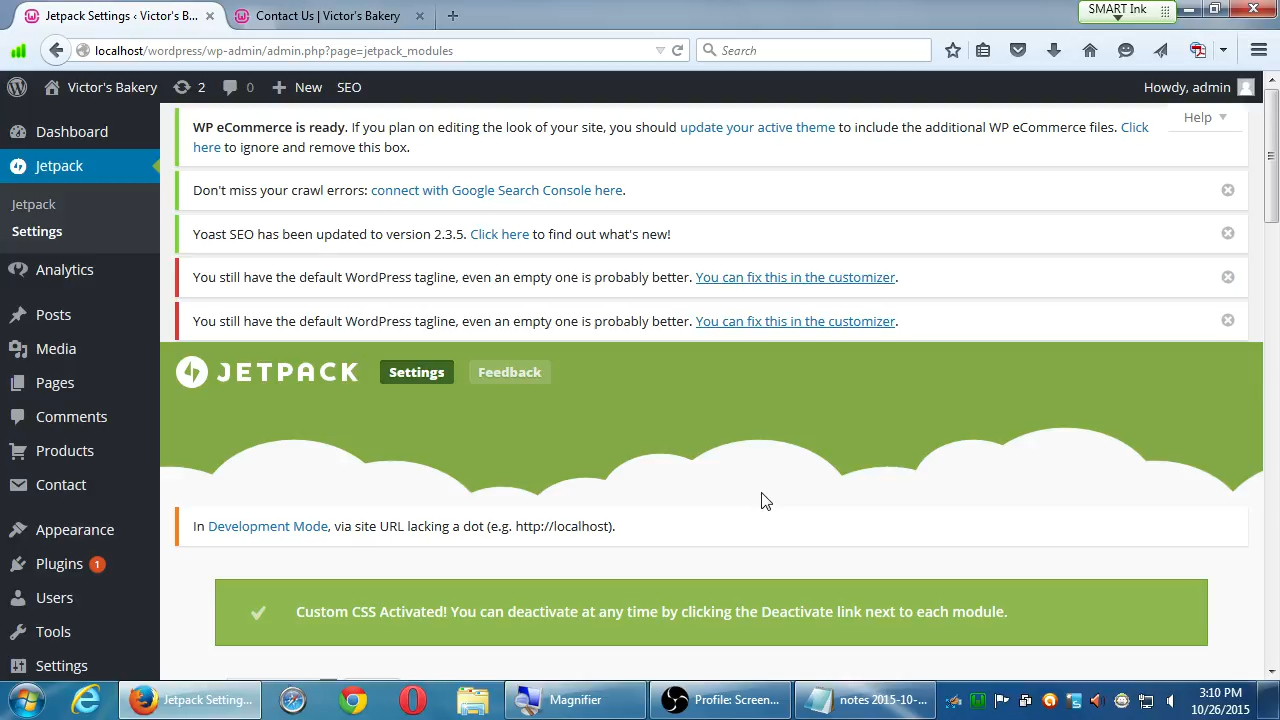 Jetpack Settings ‹ Victor's B...
Contact Us | Victor's Bakery
SMART Ink
localhost/wordpress/wp-admin/admin.php?page=jetpack_modules
Search
Victor's Bakery
2
0
New
SEO
Howdy, admin
Dashboard
Jetpack
Jetpack
Settings
Analytics
Posts
Media
Pages
Comments
Products
Contact
Appearance
Plugins 1
Users
Tools
Settings
Help
WP eCommerce is ready. If you plan on editing the look of your site, you should update your active theme to include the additional WP eCommerce files. Click
here to ignore and remove this box.
Don't miss your crawl errors: connect with Google Search Console here.
Yoast SEO has been updated to version 2.3.5. Click here to find out what's new!
You still have the default WordPress tagline, even an empty one is probably better. You can fix this in the customizer.
You still have the default WordPress tagline, even an empty one is probably better. You can fix this in the customizer.
JETPACK
Settings
Feedback
In Development Mode, via site URL lacking a dot (e.g. http://localhost).
Custom CSS Activated! You can deactivate at any time by clicking the Deactivate link next to each module.
Jetpack Setting...
Magnifier
Profile: Screen...
notes 2015-10-...
3:10 PM
10/26/2015